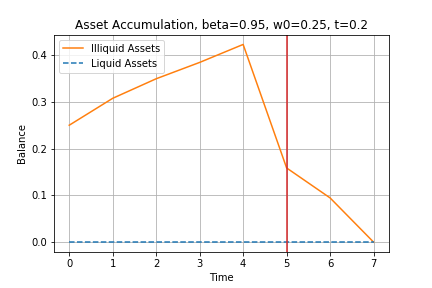 Asset Accumulation, beta=0.95, w0=0.25, t=0.2
Illiquid Assets
Liquid Assets
Balance
0.4
0.3
0.2
0.1
0.0
0 1 2 3 4 5 6 7
Time